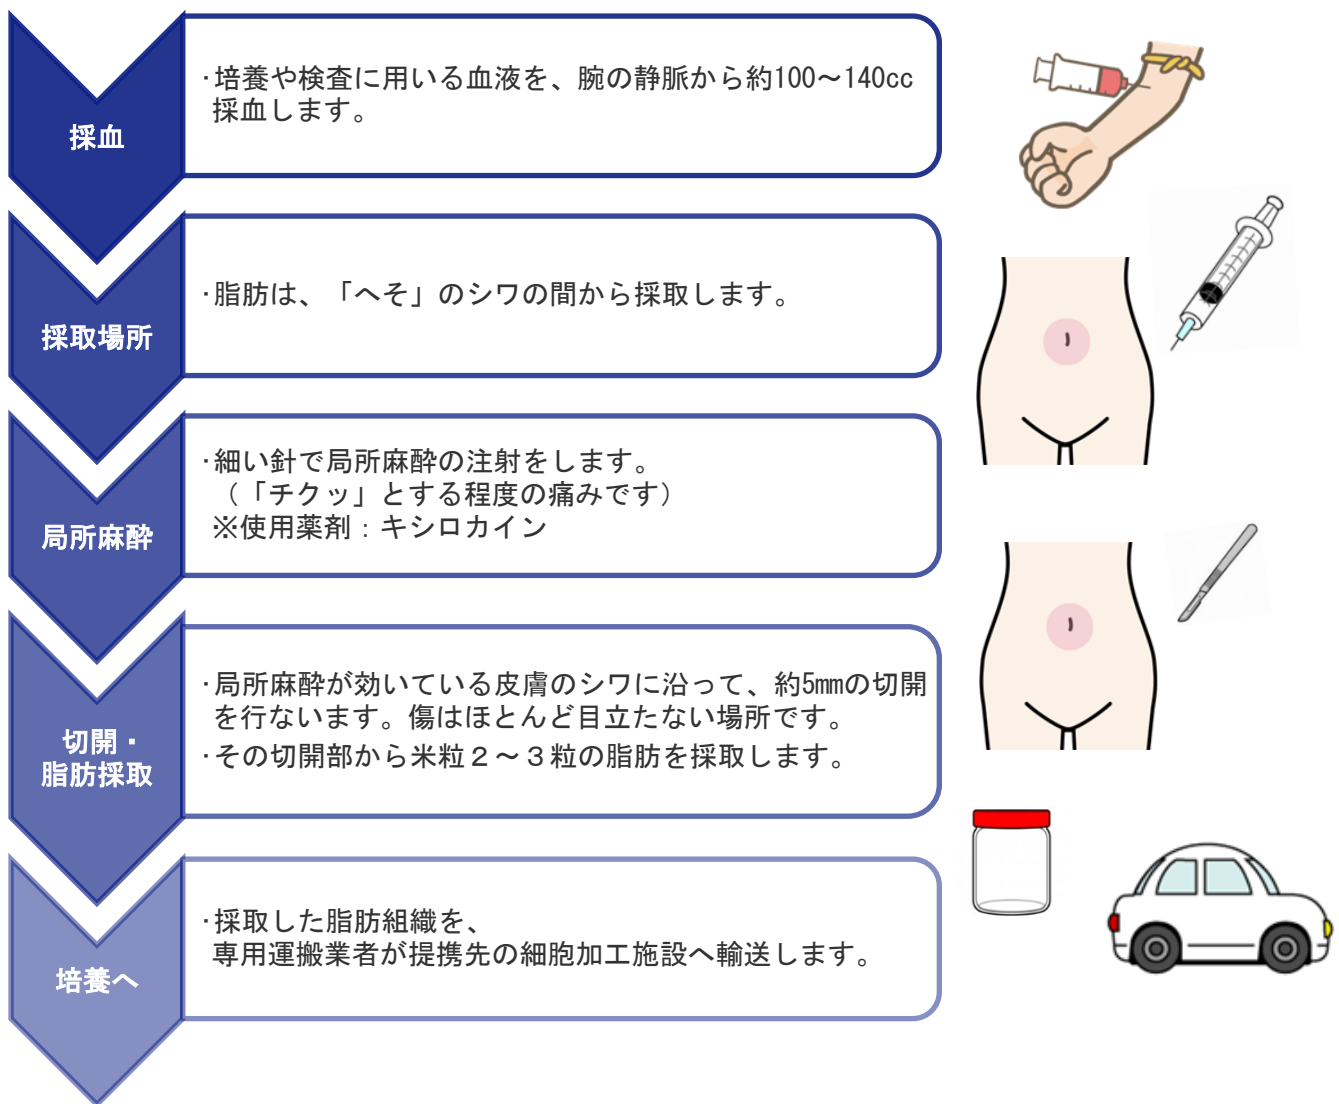 採血
・培養や検査に用いる血液を、腕の静脈から約100～140cc
採血します。
採取場所
・脂肪は、「へそ」のシワの間から採取します。
局所麻酔
・細い針で局所麻酔の注射をします。
（「チクッ」とする程度の痛みです）
※使用薬剤：キシロカイン
切開・
脂肪採取
・局所麻酔が効いている皮膚のシワに沿って、約5㎜の切開
を行ないます。傷はほとんど目立たない場所です。
・その切開部から米粒２～３粒の脂肪を採取します。
培養へ
・採取した脂肪組織を、
専用運搬業者が提携先の細胞加工施設へ輸送します。